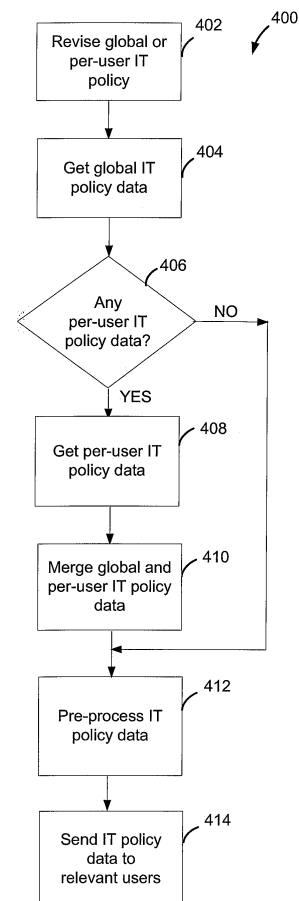 400
402
Revise global or
per-user IT
policy
404
Get global IT
policy data
406
Any
per-user IT
policy data?
NO
YES
408
Get per-user IT
policy data
410
Merge global and
per-user IT policy
data
412
Pre-process IT
policy data
414
Send IT policy
data to
relevant users